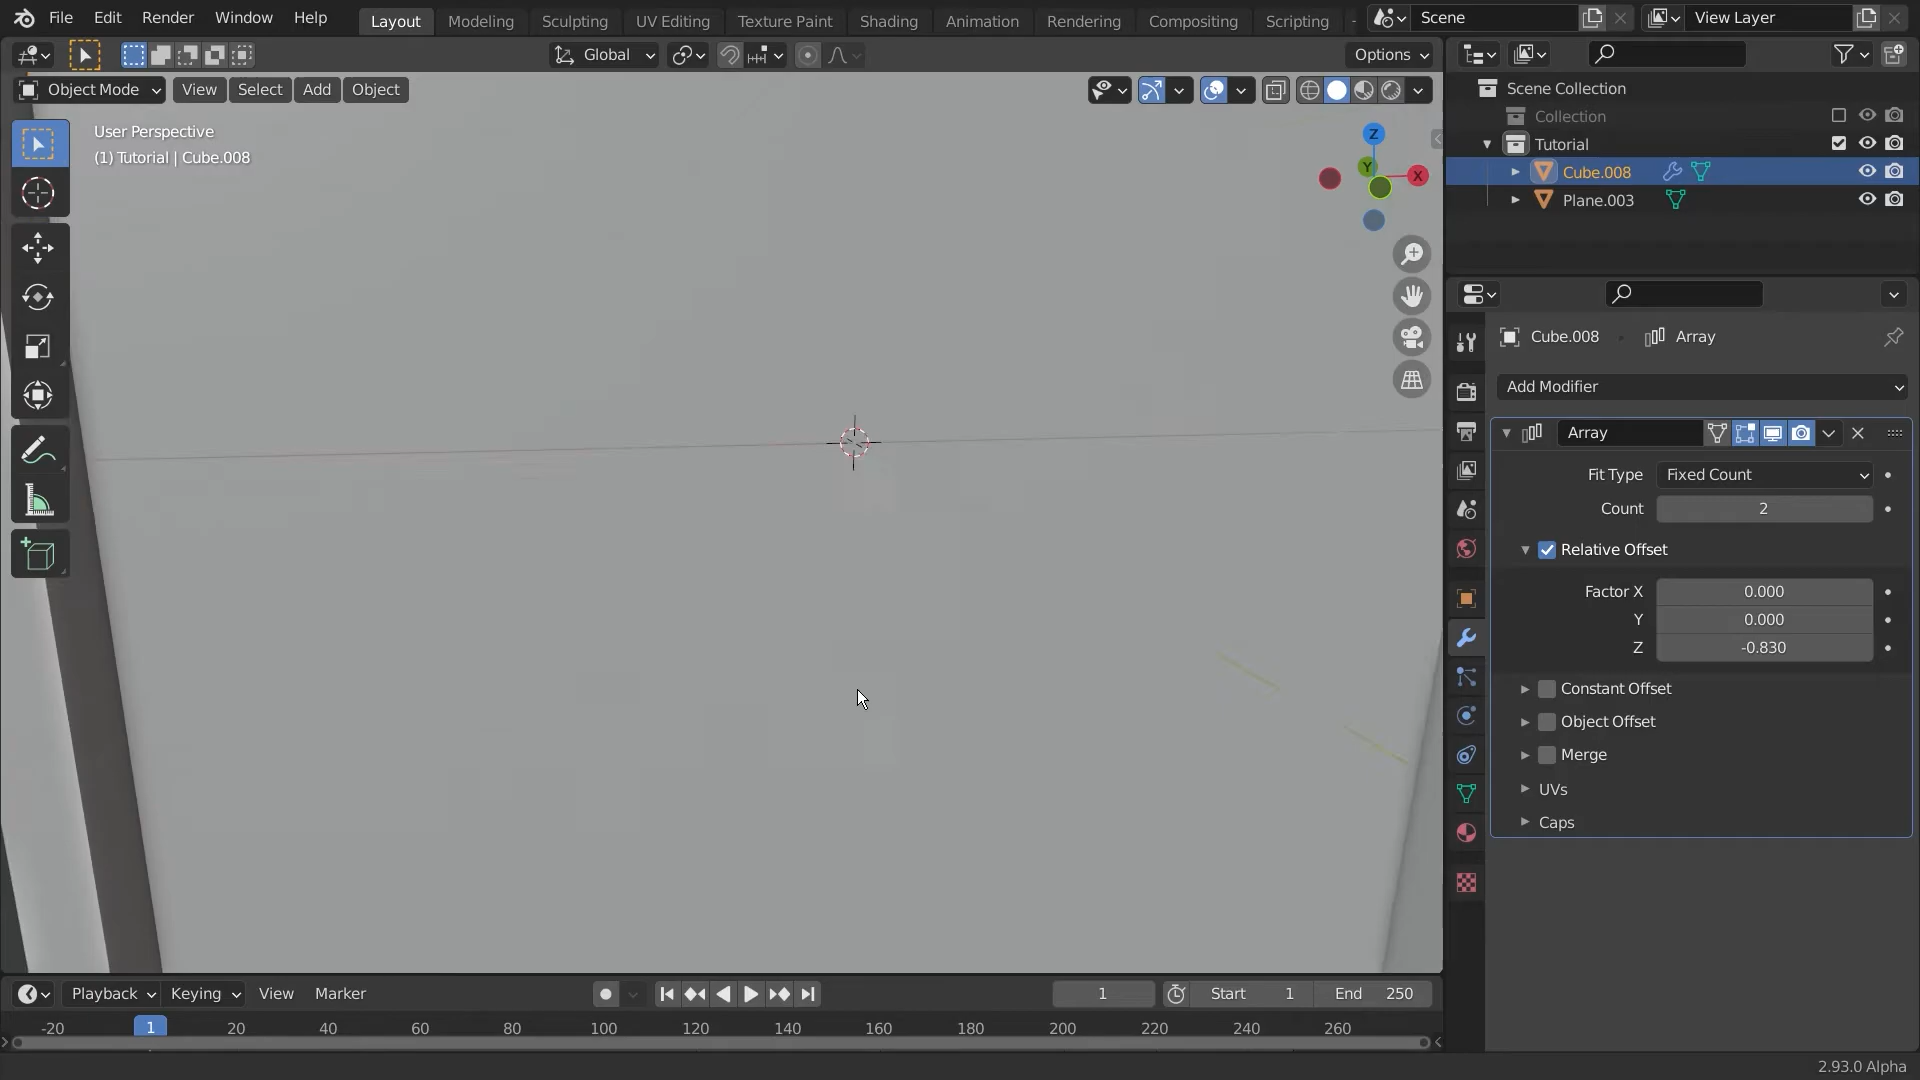 File Edit Render Window Help
Layout Modeling Sculpting UV Editing Texture Paint Shading Animation Rendering Compositing Scripting
Scene
View Layer
Global
Options
Object Mode View Select Add Object
User Perspective
(1) Tutorial | Cube.008
Z
Y
X
Scene Collection
Collection
Tutorial
Cube.008
Plane.003
Cube.008 Array
Add Modifier
Array
Fit Type Fixed Count
Count 2
Relative Offset
Factor X 0.000
Y 0.000
Z -0.830
Constant Offset
Object Offset
Merge
UVs
Caps
Playback Keying View Marker
1 Start 1 End 250
-20 1 20 40 60 80 100 120 140 160 180 200 220 240 260
2.93.0 Alpha